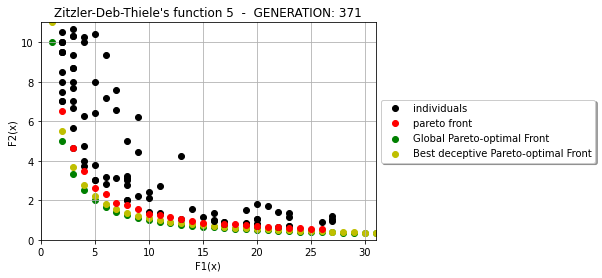 Zitzler-Deb-Thiele's function 5 - GENERATION: 371
10
8
6
4
2
0
F2(x)
0 5 10 15 20 25 30
F1(x)
individuals
pareto front
Global Pareto-optimal Front
Best deceptive Pareto-optimal Front